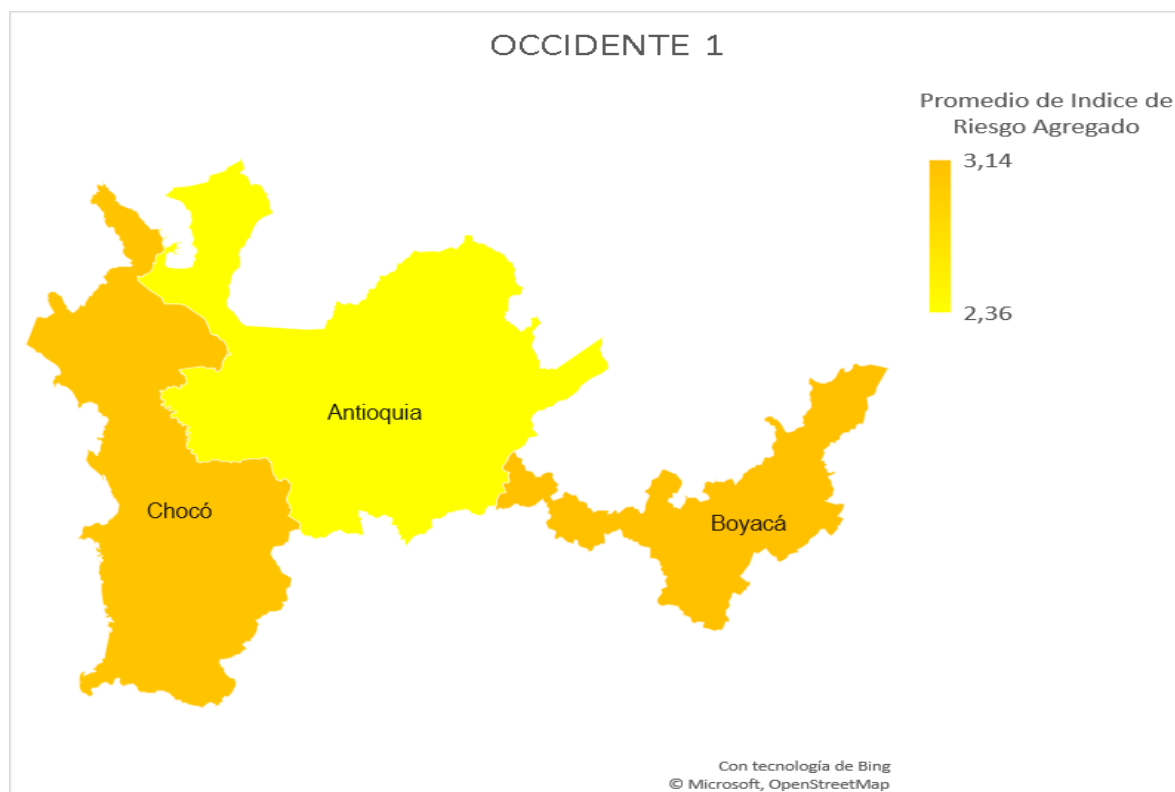 OCCIDENTE 1
Promedio de Indice de
Riesgo Agregado
3,14
2,36
Antioquia
Chocó
Boyacá
Con tecnología de Bing
© Microsoft, OpenStreetMap